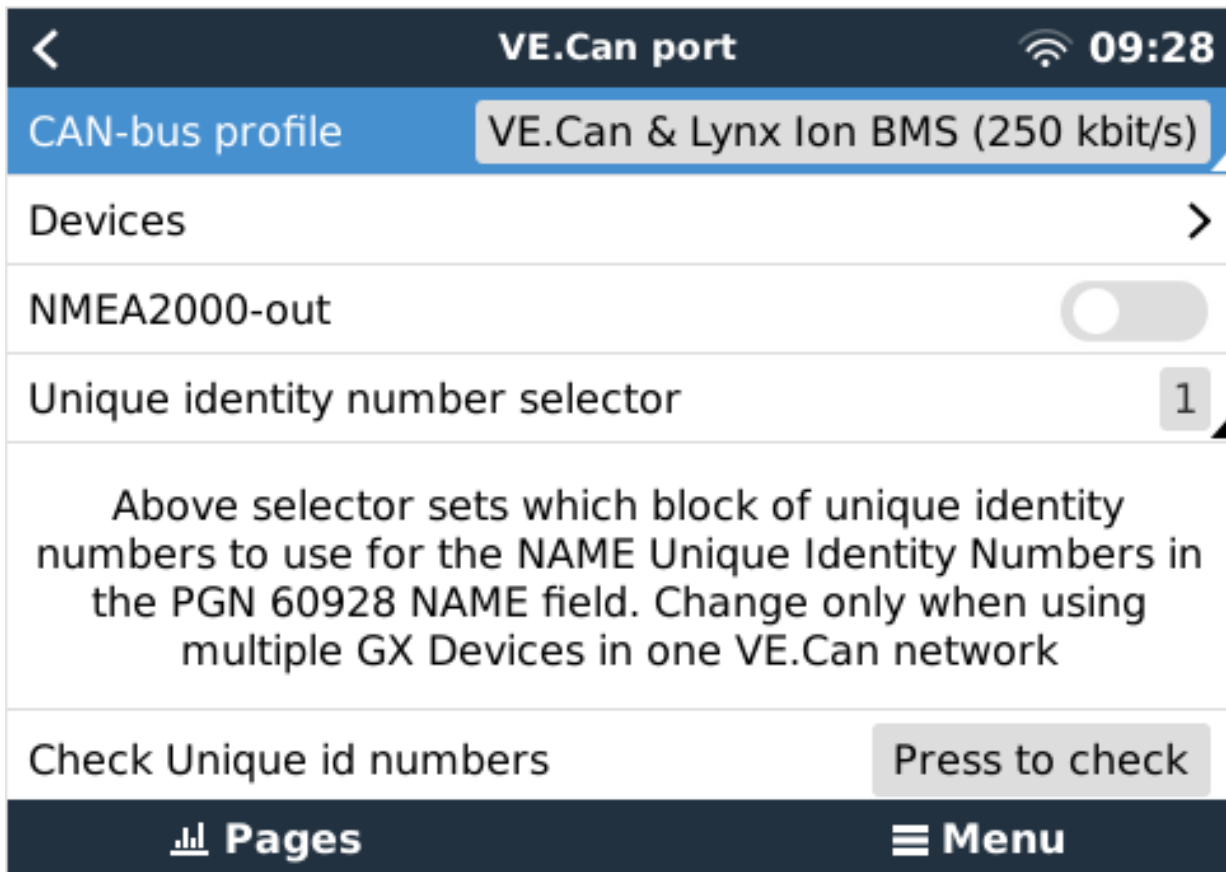 VE.Can port 09:28
CAN-bus profile VE.Can & Lynx Ion BMS (250 kbit/s)
Devices
NMEA2000-out
Unique identity number selector 1
Above selector sets which block of unique identity
numbers to use for the NAME Unique Identity Numbers in
the PGN 60928 NAME field. Change only when using
multiple GX Devices in one VE.Can network
Check Unique id numbers Press to check
Pages Menu